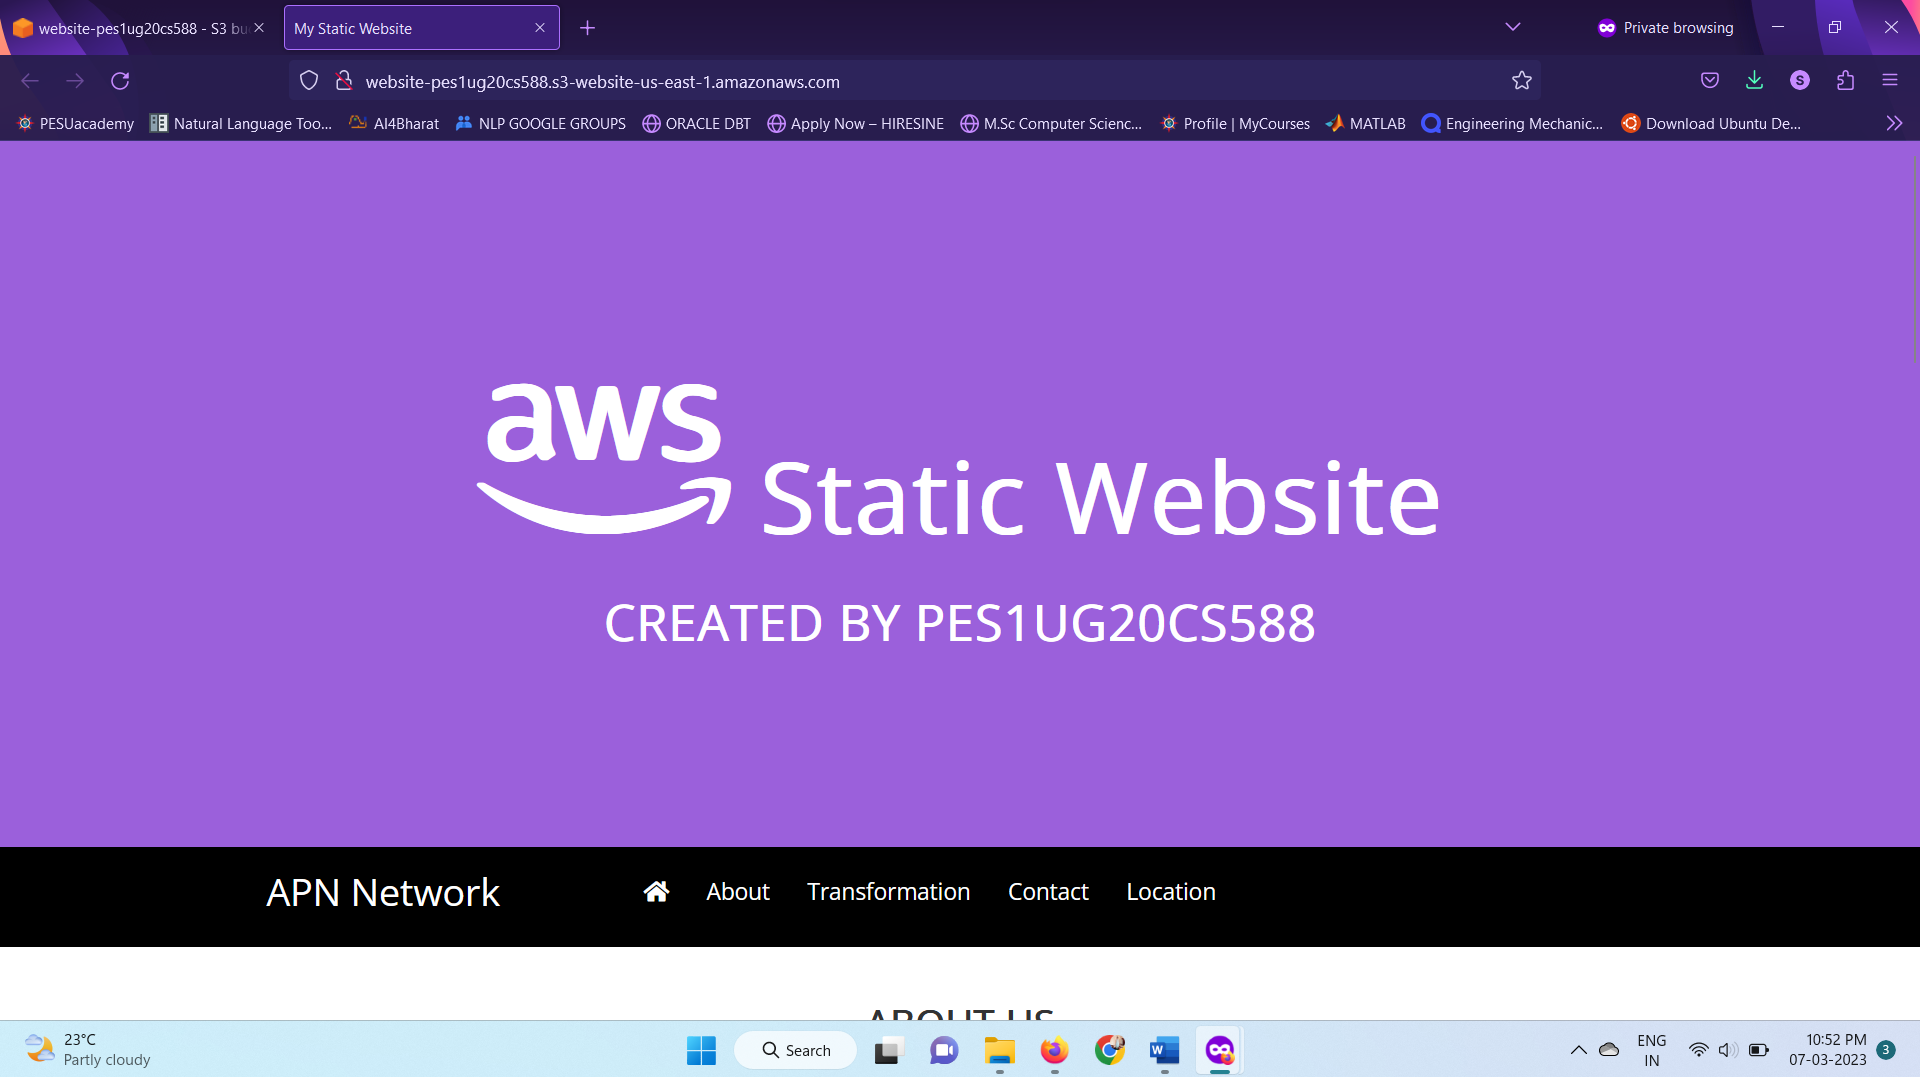 website-pes1ug20cs588 - S3 bu
My Static Website
Private browsing
website-pes1ug20cs588.s3-website-us-east-1.amazonaws.com
S
PESUacademy
Natural Language Too...
AI4Bharat
NLP GOOGLE GROUPS
ORACLE DBT
Apply Now – HIRESINE
M.Sc Computer Scienc...
Profile | MyCourses
MATLAB
Engineering Mechanic...
Download Ubuntu De...
aws Static Website
CREATED BY PES1UG20CS588
APN Network
About
Transformation
Contact
Location
ABOUT US
23°C
Partly cloudy
Search
W
ENG
IN
10:52 PM
07-03-2023
3